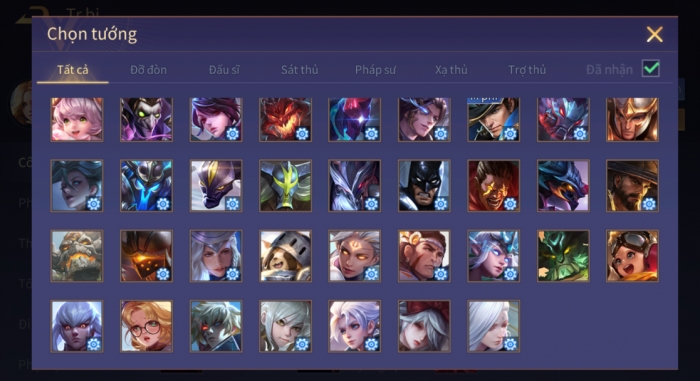 Chọn tướng
Tất cả
Đỡ đòn
Đấu sĩ
Sát thủ
Pháp sư
Xạ thủ
Trợ thủ
Đã nhận